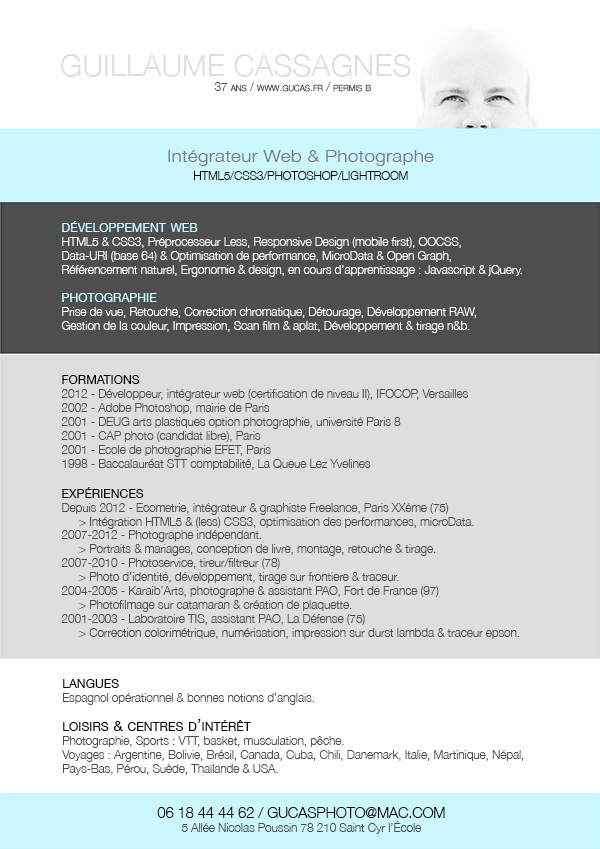 GUILLAUME CASSAGNES
37 ANS / WWW.GUCAS.FR / PERMIS B
Intégrateur Web & Photographe
HTML5/CSS3/PHOTOSHOP/LIGHTROOM
DÉVELOPPEMENT WEB
HTML5 & CSS3, Préprocesseur Less, Responsive Design (mobile first), OOCSS,
Data-URI (base 64) & Optimisation de performance, MicroData & Open Graph,
Référencement naturel, Ergonomie & design, en cours d'apprentissage : Javascript & jQuery.
PHOTOGRAPHIE
Prise de vue, Retouche, Correction chromatique, Détourage, Développement RAW,
Gestion de la couleur, Impression, Scan film & aplat, Développement & tirage n&b.
FORMATIONS
2012 - Développeur, intégrateur web (certification de niveau II), IFOCOP, Versailles
2002 - Adobe Photoshop, mairie de Paris
2001 - DEUG arts plastiques option photographie, université Paris 8
2001 - CAP photo (candidat libre), Paris
2001 - Ecole de photographie EFET, Paris
1998 - Baccalauréat STT comptabilité, La Queue Lez Yvelines
EXPÉRIENCES
Depuis 2012 - Ecometrie, intégrateur & graphiste Freelance, Paris XXéme (75)
> Intégration HTML5 & (less) CSS3, optimisation des performances, microData.
2007-2012 - Photographe indépendant.
> Portraits & mariages, conception de livre, montage, retouche & tirage.
2007-2010 - Photoservice, tireur/filtreur (78)
> Photo d'identité, développement, tirage sur frontiere & traceur.
2004-2005 - Karaib'Arts, photographe & assistant PAO, Fort de France (97)
> Photofilmage sur catamaran & création de plaquette.
2001-2003 - Laboratoire TIS, assistant PAO, La Défense (75)
> Correction colorimétrique, numérisation, impression sur durst lambda & traceur epson.
LANGUES
Espagnol opérationnel & bonnes notions d'anglais.
LOISIRS & CENTRES D'INTÉRÊT
Photographie, Sports : VTT, basket, musculation, pêche.
Voyages : Argentine, Bolivie, Brésil, Canada, Cuba, Chili, Danemark, Italie, Martinique, Népal,
Pays-Bas, Pérou, Suède, Thaïlande & USA.
06 18 44 44 62 / GUCASPHOTO@MAC.COM
5 Allée Nicolas Poussin 78 210 Saint Cyr l'École